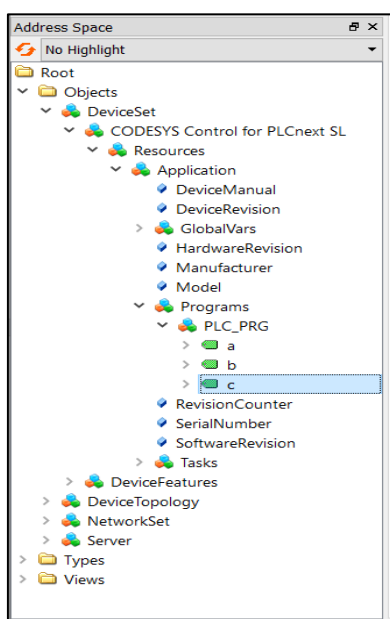 Address Space
No Highlight
Root
Objects
DeviceSet
CODESYS Control for PLCnext SL
Resources
Application
DeviceManual
DeviceRevision
GlobalVars
HardwareRevision
Manufacturer
Model
Programs
PLC_PRG
a
b
c
RevisionCounter
SerialNumber
SoftwareRevision
Tasks
DeviceFeatures
DeviceTopology
NetworkSet
Server
Types
Views